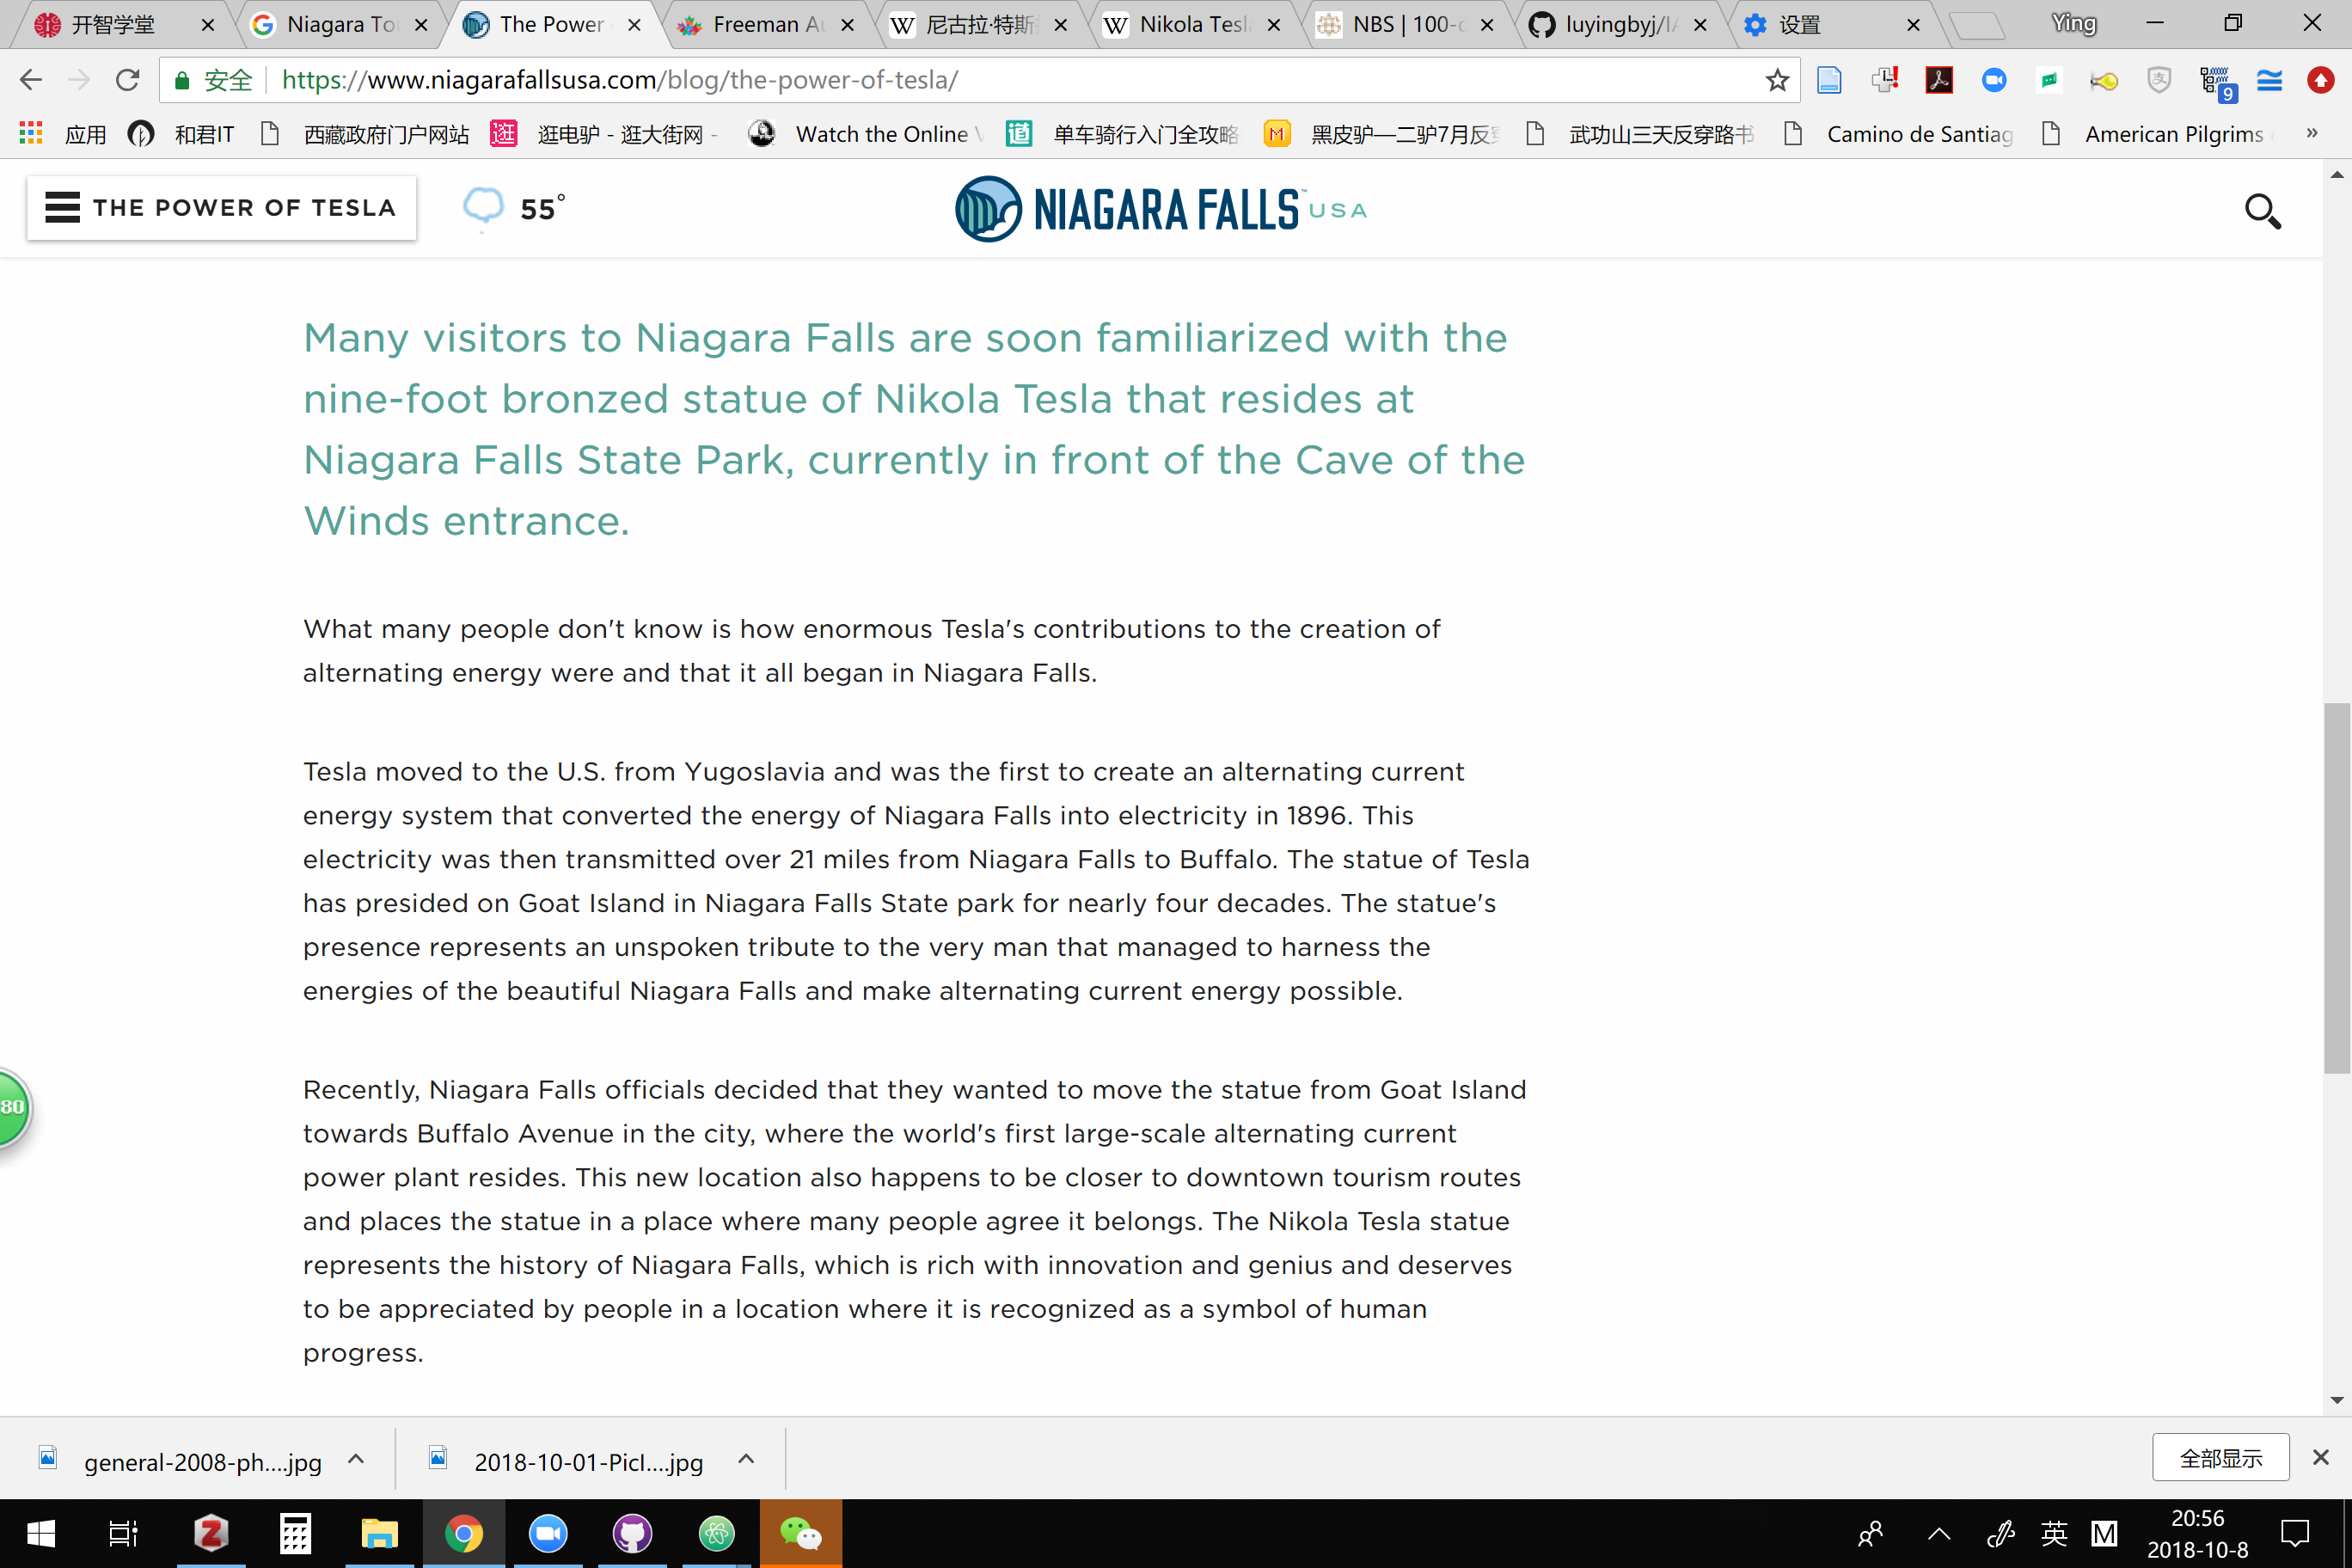 开智学堂
Niagara To
The Power
Freeman Au
尼古拉·特斯
Nikola Tesl
NBS | 100-
luyingbyj/I
设置
Ying
安全
https://www.niagarafallsusa.com/blog/the-power-of-tesla/
9
应用
和君IT
西藏政府门户网站
逛
逛电驴 - 逛大街网 -
Watch the Online
单车骑行入门全攻略
黑皮驴—二驴7月反穿
武功山三天反穿路书
Camino de Santiag
American Pilgrims
»
THE POWER OF TESLA
55°
NIAGARA FALLS™ USA
Many visitors to Niagara Falls are soon familiarized with the
nine-foot bronzed statue of Nikola Tesla that resides at
Niagara Falls State Park, currently in front of the Cave of the
Winds entrance.
What many people don't know is how enormous Tesla's contributions to the creation of
alternating energy were and that it all began in Niagara Falls.
Tesla moved to the U.S. from Yugoslavia and was the first to create an alternating current
energy system that converted the energy of Niagara Falls into electricity in 1896. This
electricity was then transmitted over 21 miles from Niagara Falls to Buffalo. The statue of Tesla
has presided on Goat Island in Niagara Falls State park for nearly four decades. The statue's
presence represents an unspoken tribute to the very man that managed to harness the
energies of the beautiful Niagara Falls and make alternating current energy possible.
Recently, Niagara Falls officials decided that they wanted to move the statue from Goat Island
towards Buffalo Avenue in the city, where the world's first large-scale alternating current
power plant resides. This new location also happens to be closer to downtown tourism routes
and places the statue in a place where many people agree it belongs. The Nikola Tesla statue
represents the history of Niagara Falls, which is rich with innovation and genius and deserves
to be appreciated by people in a location where it is recognized as a symbol of human
progress.
80
general-2008-ph....jpg
2018-10-01-PicI....jpg
全部显示
英
M
20:56
2018-10-8